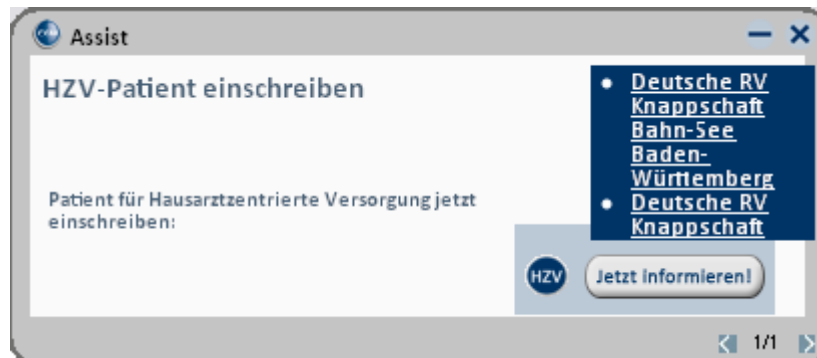 Assist
HZV-Patient einschreiben
Deutsche RV
Knappschaft
Bahn-See
Baden-
Württemberg
Deutsche RV
Knappschaft
Patient für Hausarztzentrierte Versorgung jetzt
einschreiben:
HZV
Jetzt informieren!
1/1